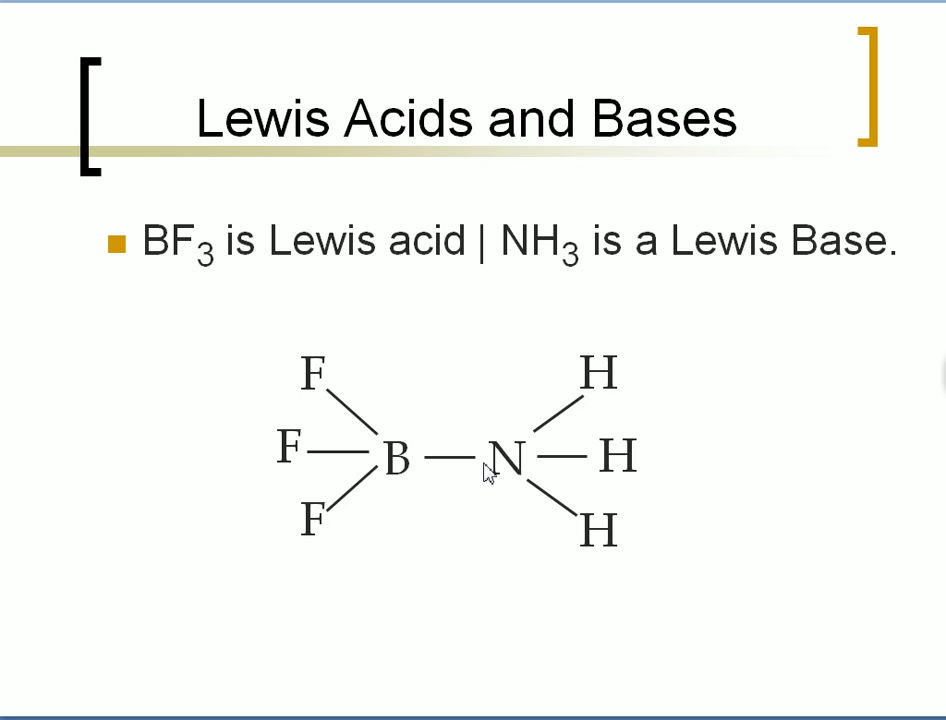 Lewis Acids and Bases
BF₃ is Lewis acid | NH₃ is a Lewis Base.
F H
F B N H
F H